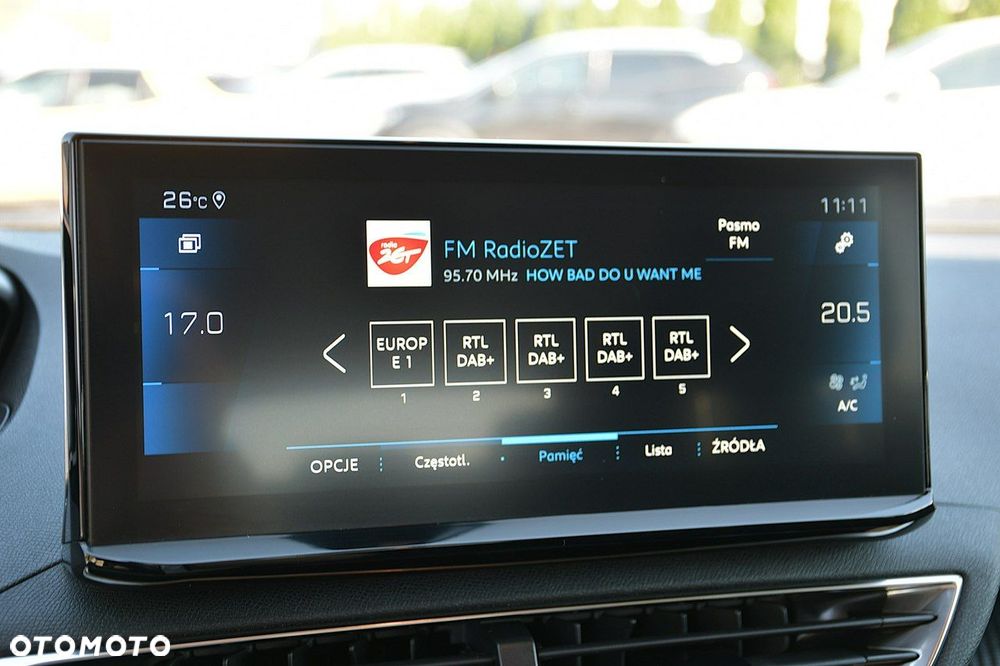 26°C
11:11
radio
ZET
FM RadioZET
95.70 MHz HOW BAD DO U WANT ME
Pasmo
FM
17.0
20.5
EUROP
E 1
1
RTL
DAB+
2
RTL
DAB+
3
RTL
DAB+
4
RTL
DAB+
5
A/C
OPCJE
Częstotl.
Pamięć
Lista
ŹRÓDŁA
OTOMOTO